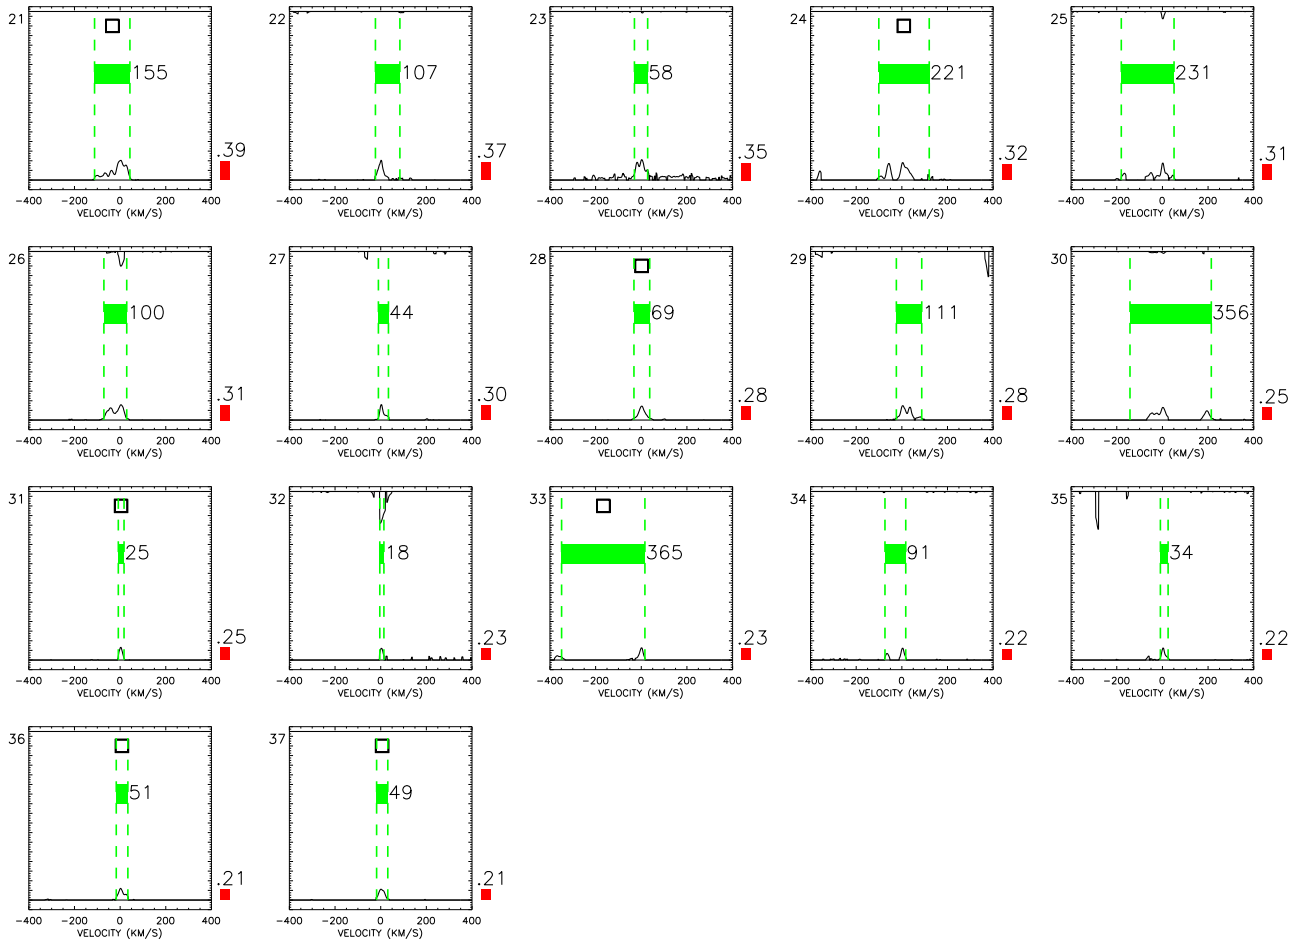 21 155 .39
-400 -200 0 200 400
VELOCITY (KM/S)
22 107 .37
-400 -200 0 200 400
VELOCITY (KM/S)
23 58 .35
-400 -200 0 200 400
VELOCITY (KM/S)
24 221 .32
-400 -200 0 200 400
VELOCITY (KM/S)
25 231 .31
-400 -200 0 200 400
VELOCITY (KM/S)
26 100 .31
-400 -200 0 200 400
VELOCITY (KM/S)
27 44 .30
-400 -200 0 200 400
VELOCITY (KM/S)
28 69 .28
-400 -200 0 200 400
VELOCITY (KM/S)
29 111 .28
-400 -200 0 200 400
VELOCITY (KM/S)
30 356 .25
-400 -200 0 200 400
VELOCITY (KM/S)
31 25 .25
-400 -200 0 200 400
VELOCITY (KM/S)
32 18 .23
-400 -200 0 200 400
VELOCITY (KM/S)
33 365 .23
-400 -200 0 200 400
VELOCITY (KM/S)
34 91 .22
-400 -200 0 200 400
VELOCITY (KM/S)
35 34 .22
-400 -200 0 200 400
VELOCITY (KM/S)
36 51 .21
-400 -200 0 200 400
VELOCITY (KM/S)
37 49 .21
-400 -200 0 200 400
VELOCITY (KM/S)